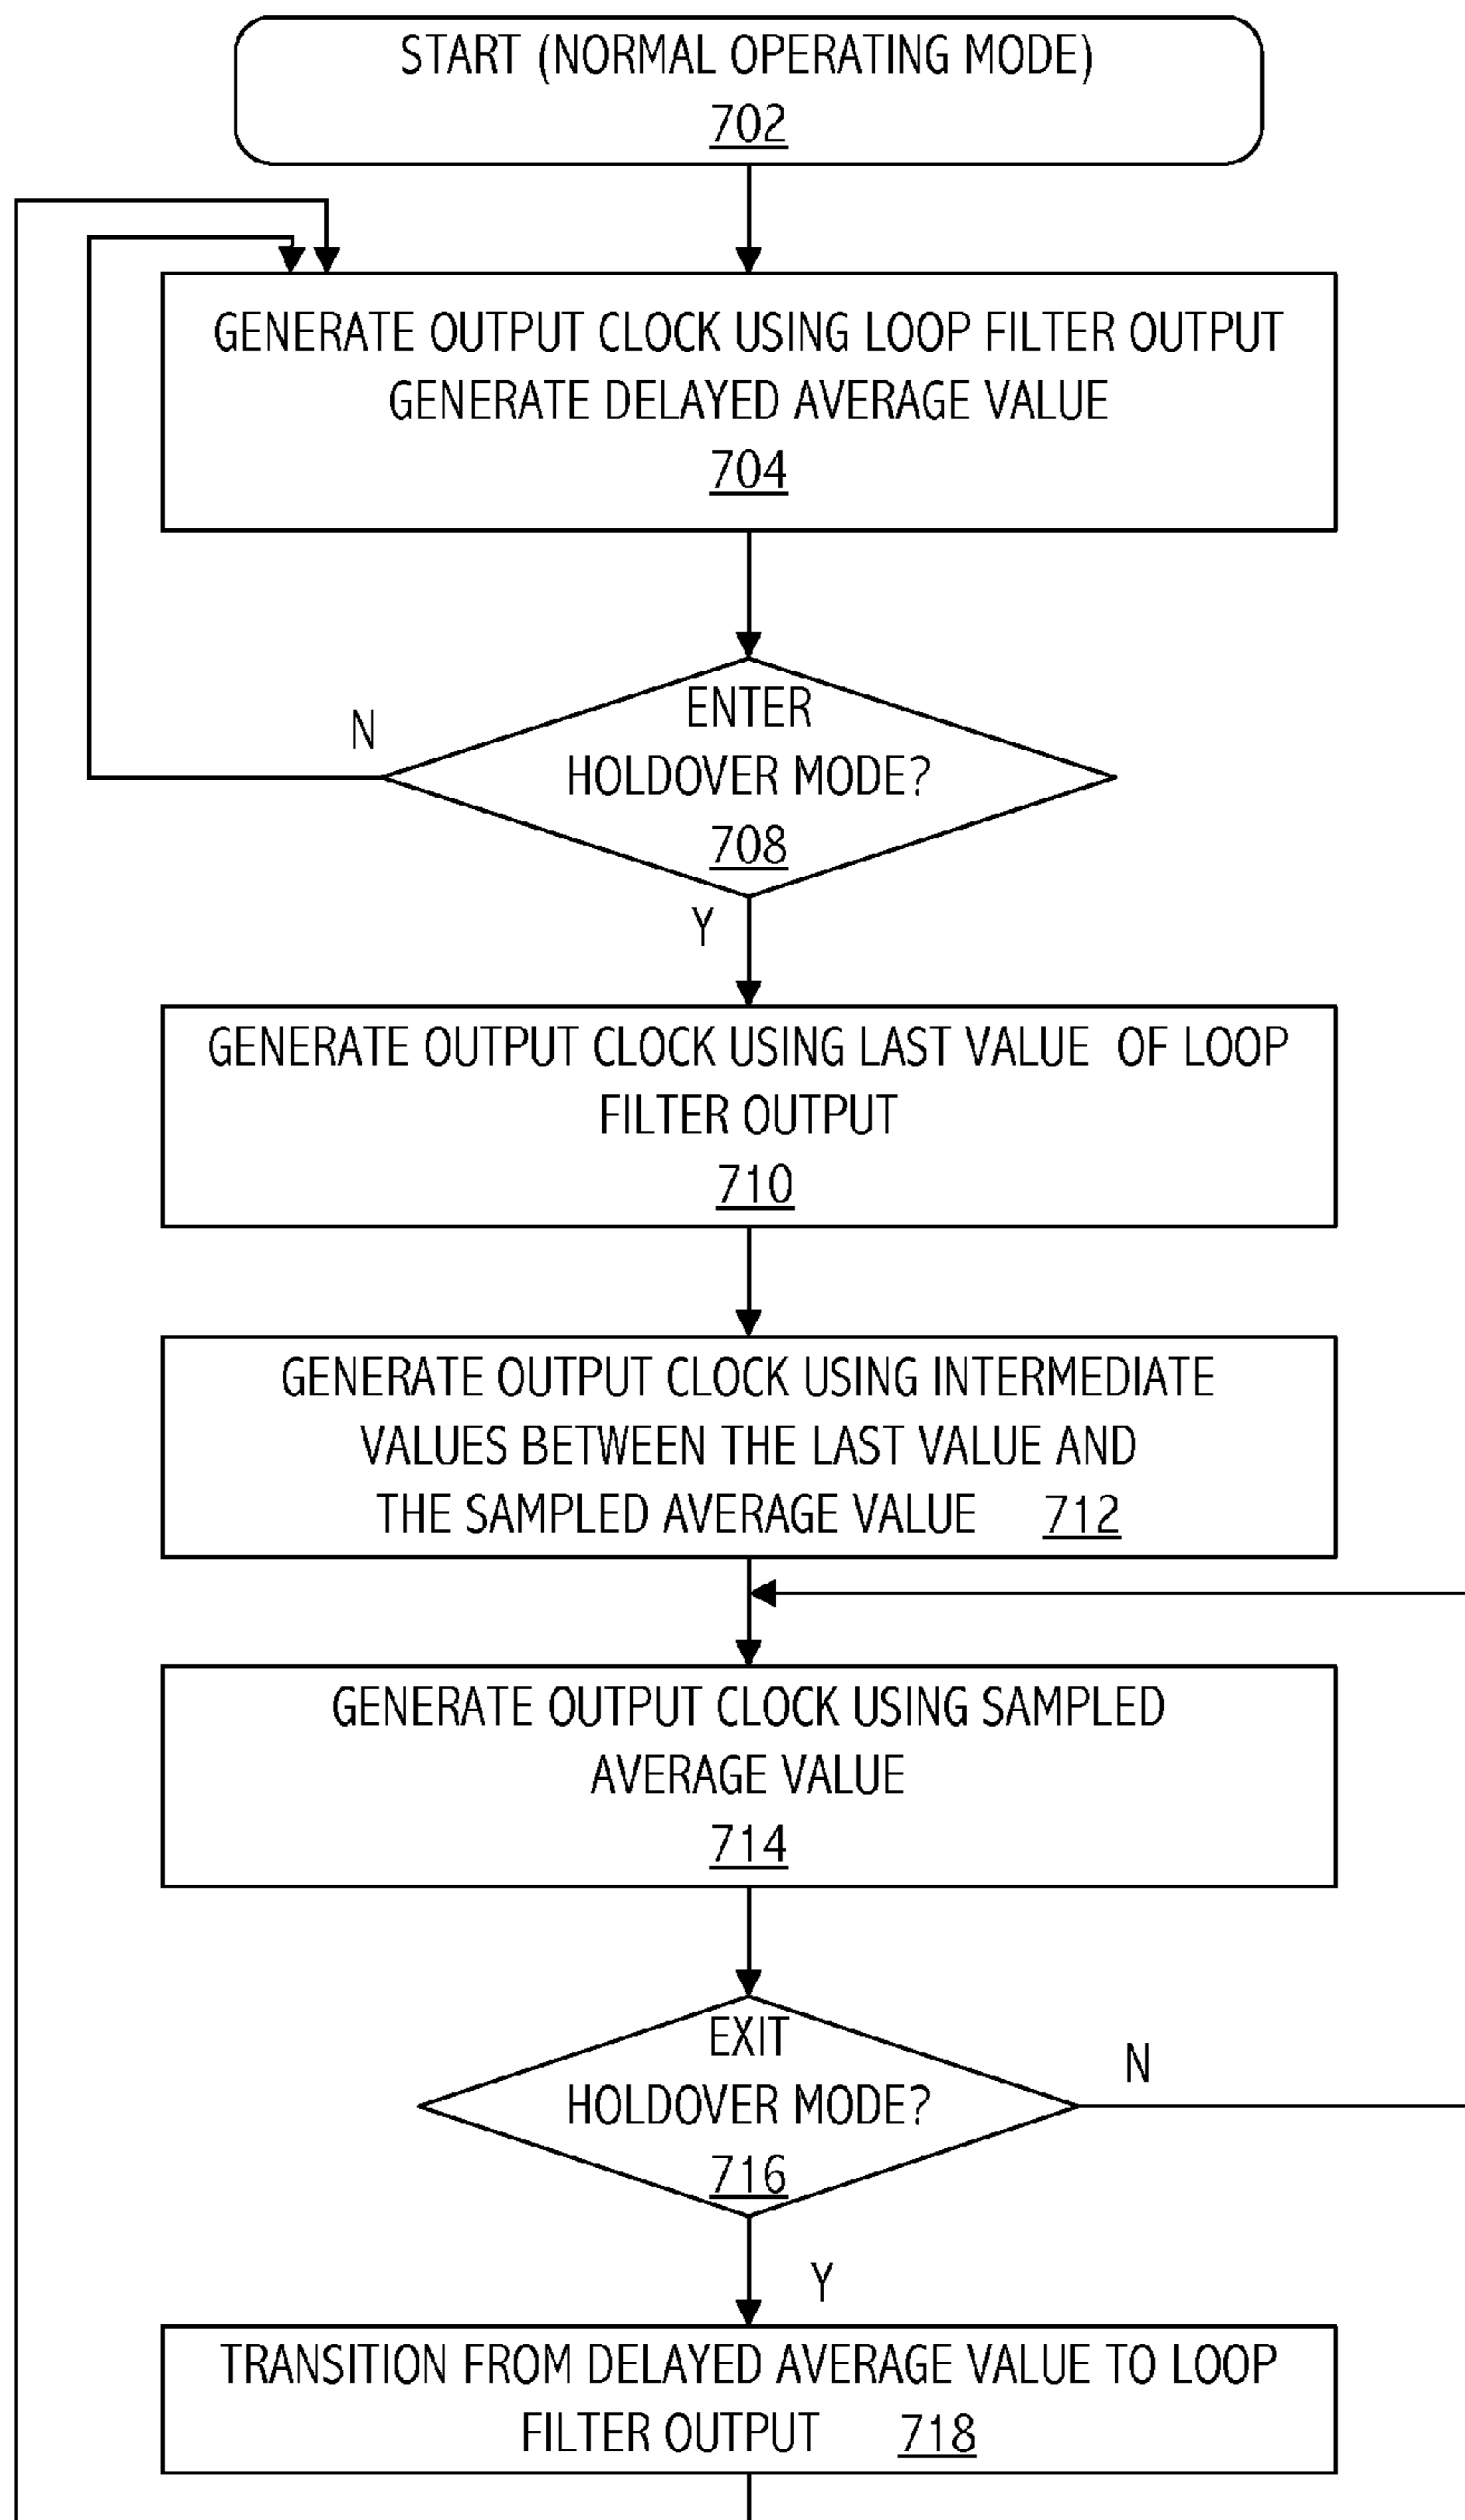 START (NORMAL OPERATING MODE)
702
GENERATE OUTPUT CLOCK USING LOOP FILTER OUTPUT
GENERATE DELAYED AVERAGE VALUE
704
N
ENTER
HOLDOVER MODE?
708
Y
GENERATE OUTPUT CLOCK USING LAST VALUE OF LOOP
FILTER OUTPUT
710
GENERATE OUTPUT CLOCK USING INTERMEDIATE
VALUES BETWEEN THE LAST VALUE AND
THE SAMPLED AVERAGE VALUE 712
GENERATE OUTPUT CLOCK USING SAMPLED
AVERAGE VALUE
714
EXIT
HOLDOVER MODE?
716
N
Y
TRANSITION FROM DELAYED AVERAGE VALUE TO LOOP
FILTER OUTPUT 718